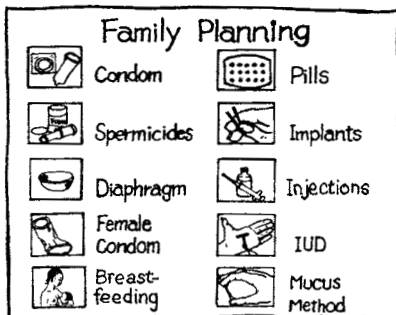 Family Planning
Condom
Pills
Spermicides
Implants
Diaphragm
Injections
Female
Condom
IUD
Breast-
feeding
Mucus
Method